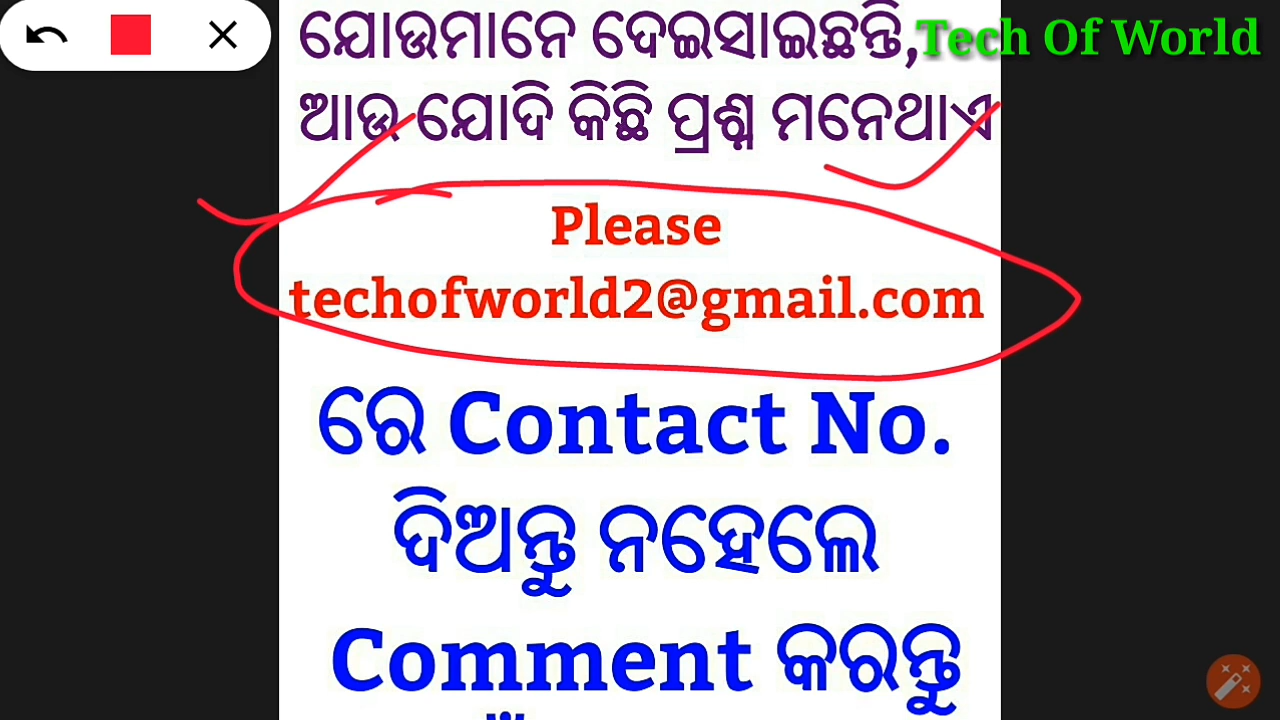 ଯୋଉମାନେ ଦେଇସାଇଛନ୍ତି,
Tech Of World
ଆଉ ଯୋଦି କିଛି ପ୍ରଶ୍ନ ମନେଥାଏ
Please
techofworld2@gmail.com
ରେ Contact No.
ଦିଅନ୍ତୁ ନହେଲେ
Comment କରନ୍ତୁ